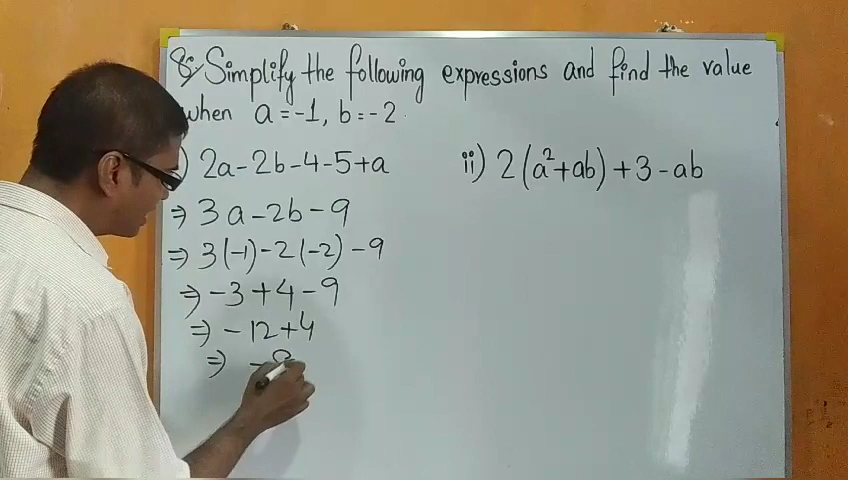 8) Simplify the following expressions and find the value
when a = -1, b = -2.
) 2a - 2b - 4 - 5 + a
⇒ 3a - 2b - 9
⇒ 3(-1) - 2(-2) - 9
⇒ -3 + 4 - 9
⇒ -12 + 4
⇒ -8
ii) 2(a² + ab) + 3 - ab